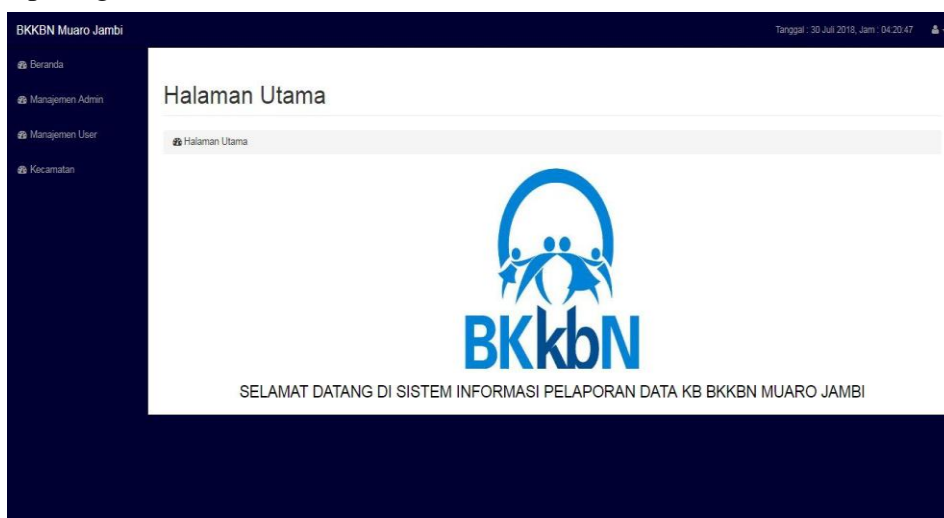 BKKBN Muaro Jambi
Tanggal : 30 Juli 2018, Jam : 04:20:47
Beranda
Manajemen Admin
Manajemen User
Kecamatan
Halaman Utama
Halaman Utama
BKkbN
SELAMAT DATANG DI SISTEM INFORMASI PELAPORAN DATA KB BKKBN MUARO JAMBI